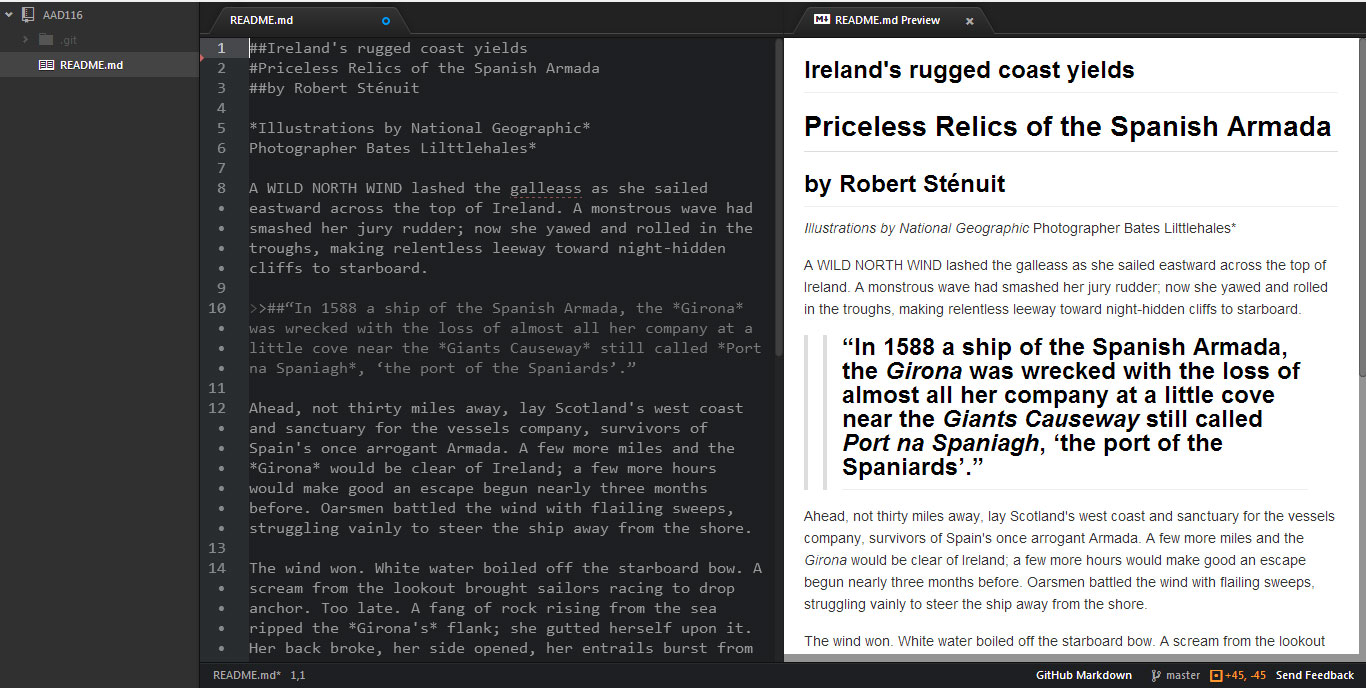 AAD116
.git
README.md
README.md
1 ##Ireland's rugged coast yields
2 #Priceless Relics of the Spanish Armada
3 ##by Robert Sténuit
4
5 *Illustrations by National Geographic*
6 Photographer Bates Lilttlehales*
7
8 A WILD NORTH WIND lashed the galleass as she sailed
• eastward across the top of Ireland. A monstrous wave had
• smashed her jury rudder; now she yawed and rolled in the
• troughs, making relentless leeway toward night-hidden
• cliffs to starboard.
9
10 >>##“In 1588 a ship of the Spanish Armada, the *Girona*
• was wrecked with the loss of almost all her company at a
• little cove near the *Giants Causeway* still called *Port
• na Spaniagh*, ‘the port of the Spaniards’.”
11
12 Ahead, not thirty miles away, lay Scotland's west coast
• and sanctuary for the vessels company, survivors of
• Spain's once arrogant Armada. A few more miles and the
• *Girona* would be clear of Ireland; a few more hours
• would make good an escape begun nearly three months
• before. Oarsmen battled the wind with flailing sweeps,
• struggling vainly to steer the ship away from the shore.
13
14 The wind won. White water boiled off the starboard bow. A
• scream from the lookout brought sailors racing to drop
• anchor. Too late. A fang of rock rising from the sea
• ripped the *Girona's* flank; she gutted herself upon it.
• Her back broke, her side opened, her entrails burst from
README.md Preview
Ireland's rugged coast yields
Priceless Relics of the Spanish Armada
by Robert Sténuit
Illustrations by National Geographic Photographer Bates Lilttlehales*
A WILD NORTH WIND lashed the galleass as she sailed eastward across the top of
Ireland. A monstrous wave had smashed her jury rudder; now she yawed and rolled
in the troughs, making relentless leeway toward night-hidden cliffs to starboard.
“In 1588 a ship of the Spanish Armada,
the Girona was wrecked with the loss of
almost all her company at a little cove
near the Giants Causeway still called
Port na Spaniagh, ‘the port of the
Spaniards’.”
Ahead, not thirty miles away, lay Scotland's west coast and sanctuary for the vessels
company, survivors of Spain's once arrogant Armada. A few more miles and the
Girona would be clear of Ireland; a few more hours would make good an escape
begun nearly three months before. Oarsmen battled the wind with flailing sweeps,
struggling vainly to steer the ship away from the shore.
The wind won. White water boiled off the starboard bow. A scream from the lookout
README.md* 1,1
GitHub Markdown master +45, -45 Send Feedback